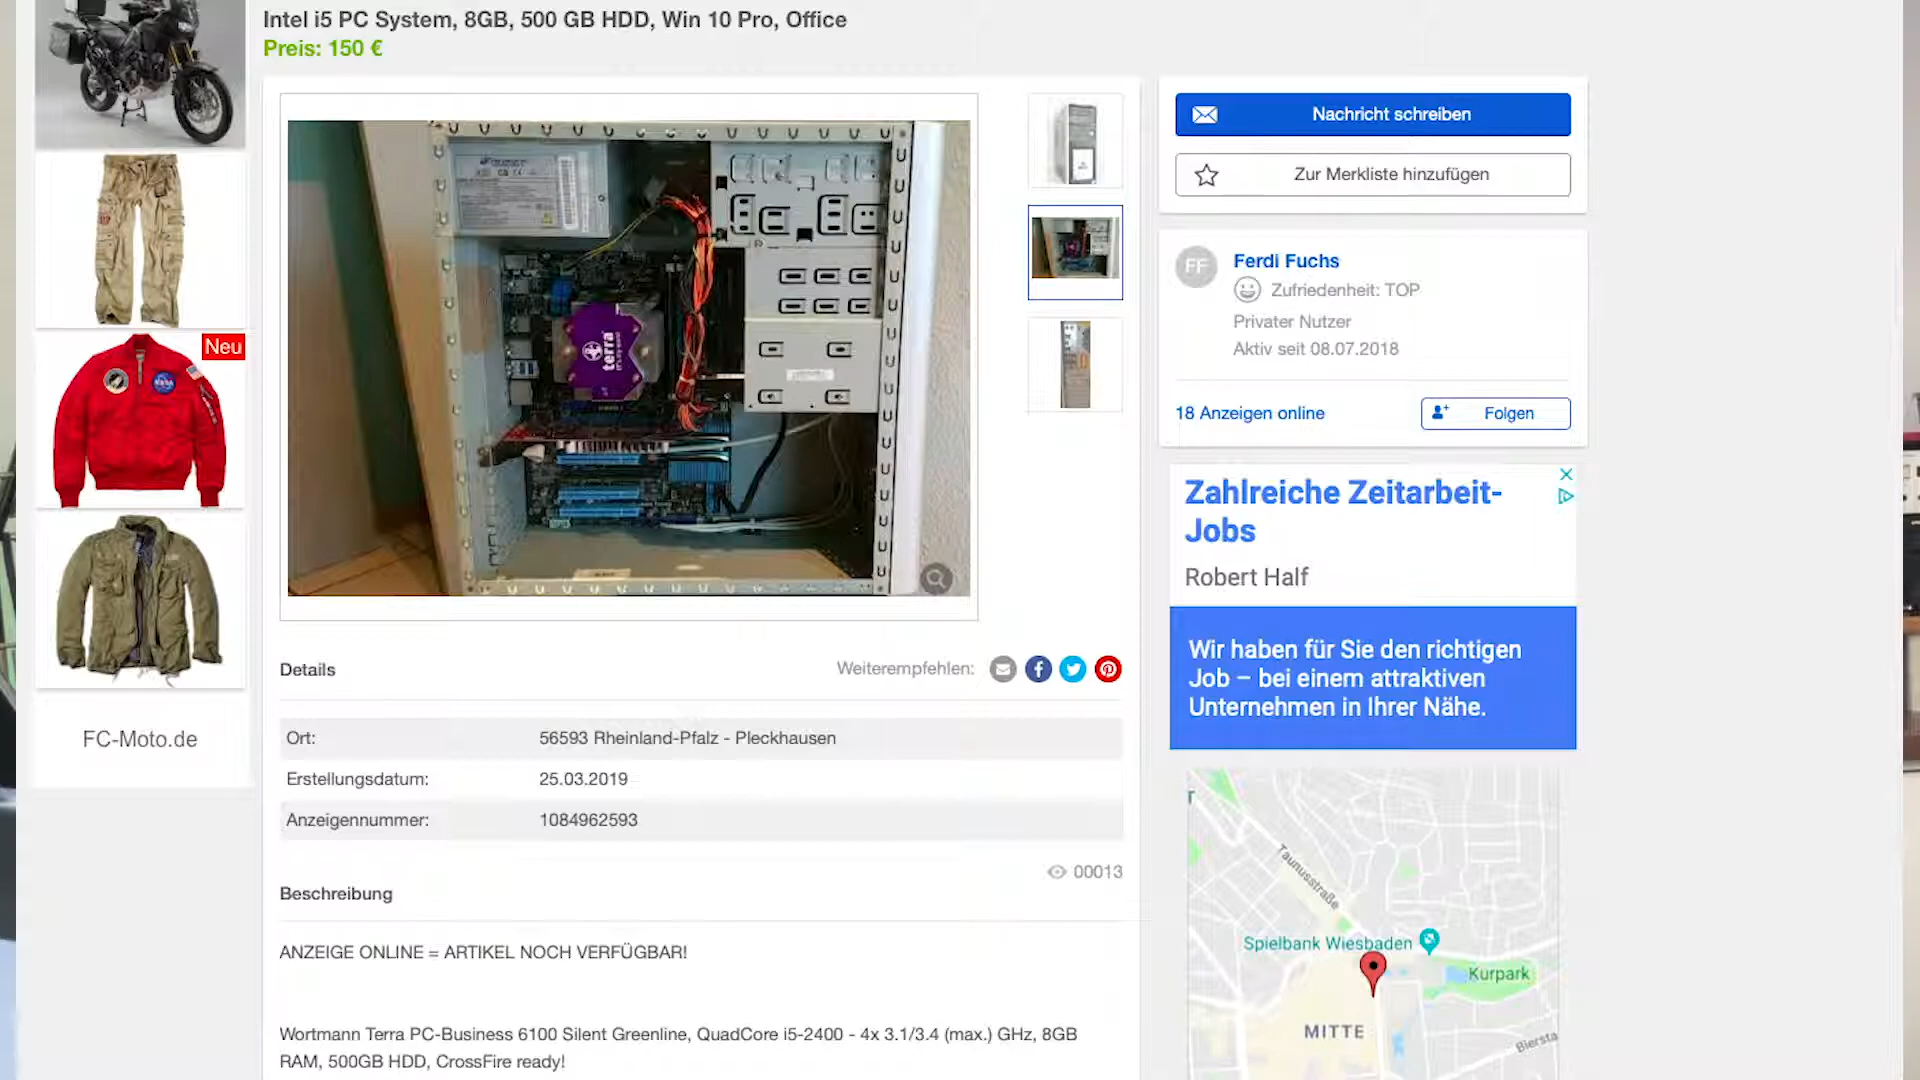 Intel i5 PC System, 8GB, 500 GB HDD, Win 10 Pro, Office
Preis: 150 €
Neu
FC-Moto.de
terra
Nachricht schreiben
Zur Merkliste hinzufügen
FF
Ferdi Fuchs
Zufriedenheit: TOP
Privater Nutzer
Aktiv seit 08.07.2018
18 Anzeigen online
Folgen
Zahlreiche Zeitarbeit-
Jobs
Robert Half
Wir haben für Sie den richtigen
Job – bei einem attraktiven
Unternehmen in Ihrer Nähe.
Details
Weiterempfehlen:
Ort: 56593 Rheinland-Pfalz - Pleckhausen
Erstellungsdatum: 25.03.2019
Anzeigennummer: 1084962593
00013
Beschreibung
ANZEIGE ONLINE = ARTIKEL NOCH VERFÜGBAR!
Wortmann Terra PC-Business 6100 Silent Greenline, QuadCore i5-2400 - 4x 3.1/3.4 (max.) GHz, 8GB
RAM, 500GB HDD, CrossFire ready!
Taunusstraße
Spielbank Wiesbaden
Kurpark
MITTE
Biersta